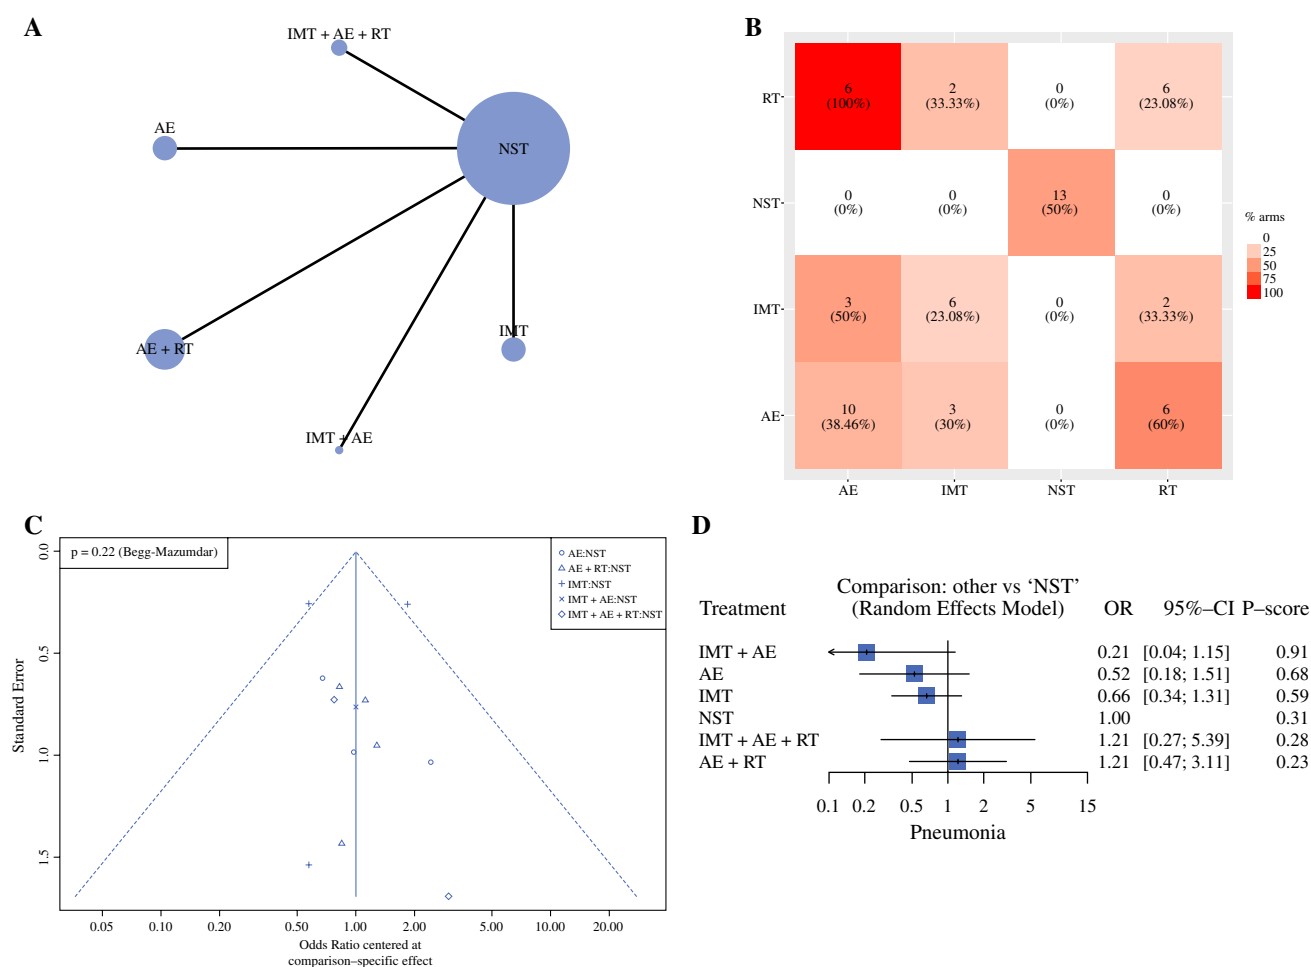 A
IMT + AE + RT
AE
NST
AE + RT
IMT
IMT + AE
B
RT
6
(100%)
2
(33.33%)
0
(0%)
6
(23.08%)
NST
0
(0%)
0
(0%)
13
(50%)
0
(0%)
IMT
3
(50%)
6
(23.08%)
0
(0%)
2
(33.33%)
AE
10
(38.46%)
3
(30%)
0
(0%)
6
(60%)
AE IMT NST RT
% arms
0
25
50
75
100
C
p = 0.22 (Begg-Mazumdar)
AE:NST
AE + RT:NST
IMT:NST
IMT + AE:NST
IMT + AE + RT:NST
Standard Error
0.0
0.5
1.0
1.5
0.05 0.10 0.20 0.50 1.00 2.00 5.00 10.00 20.00
Odds Ratio centered at
comparison–specific effect
D
Comparison: other vs ‘NST’
Treatment (Random Effects Model) OR 95%–CI P–score
IMT + AE 0.21 [0.04; 1.15] 0.91
AE 0.52 [0.18; 1.51] 0.68
IMT 0.66 [0.34; 1.31] 0.59
NST 1.00 0.31
IMT + AE + RT 1.21 [0.27; 5.39] 0.28
AE + RT 1.21 [0.47; 3.11] 0.23
0.1 0.2 0.5 1 2 5 15
Pneumonia